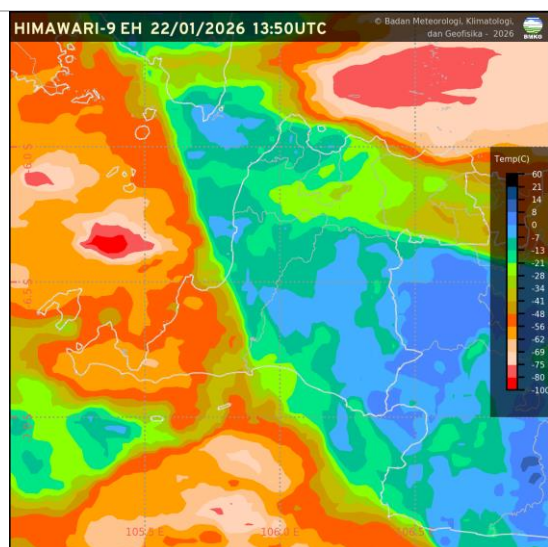 HIMAWARI-9 EH 22/01/2026 13:50UTC
© Badan Meteorologi, Klimatologi,
dan Geofisika - 2026
BMKG
Temp(C)
60
21
14
8
0
-7
-13
-21
-28
-34
-41
-48
-56
-62
-69
-75
-80
-100
105.5 E
106.0 E
106.5 E